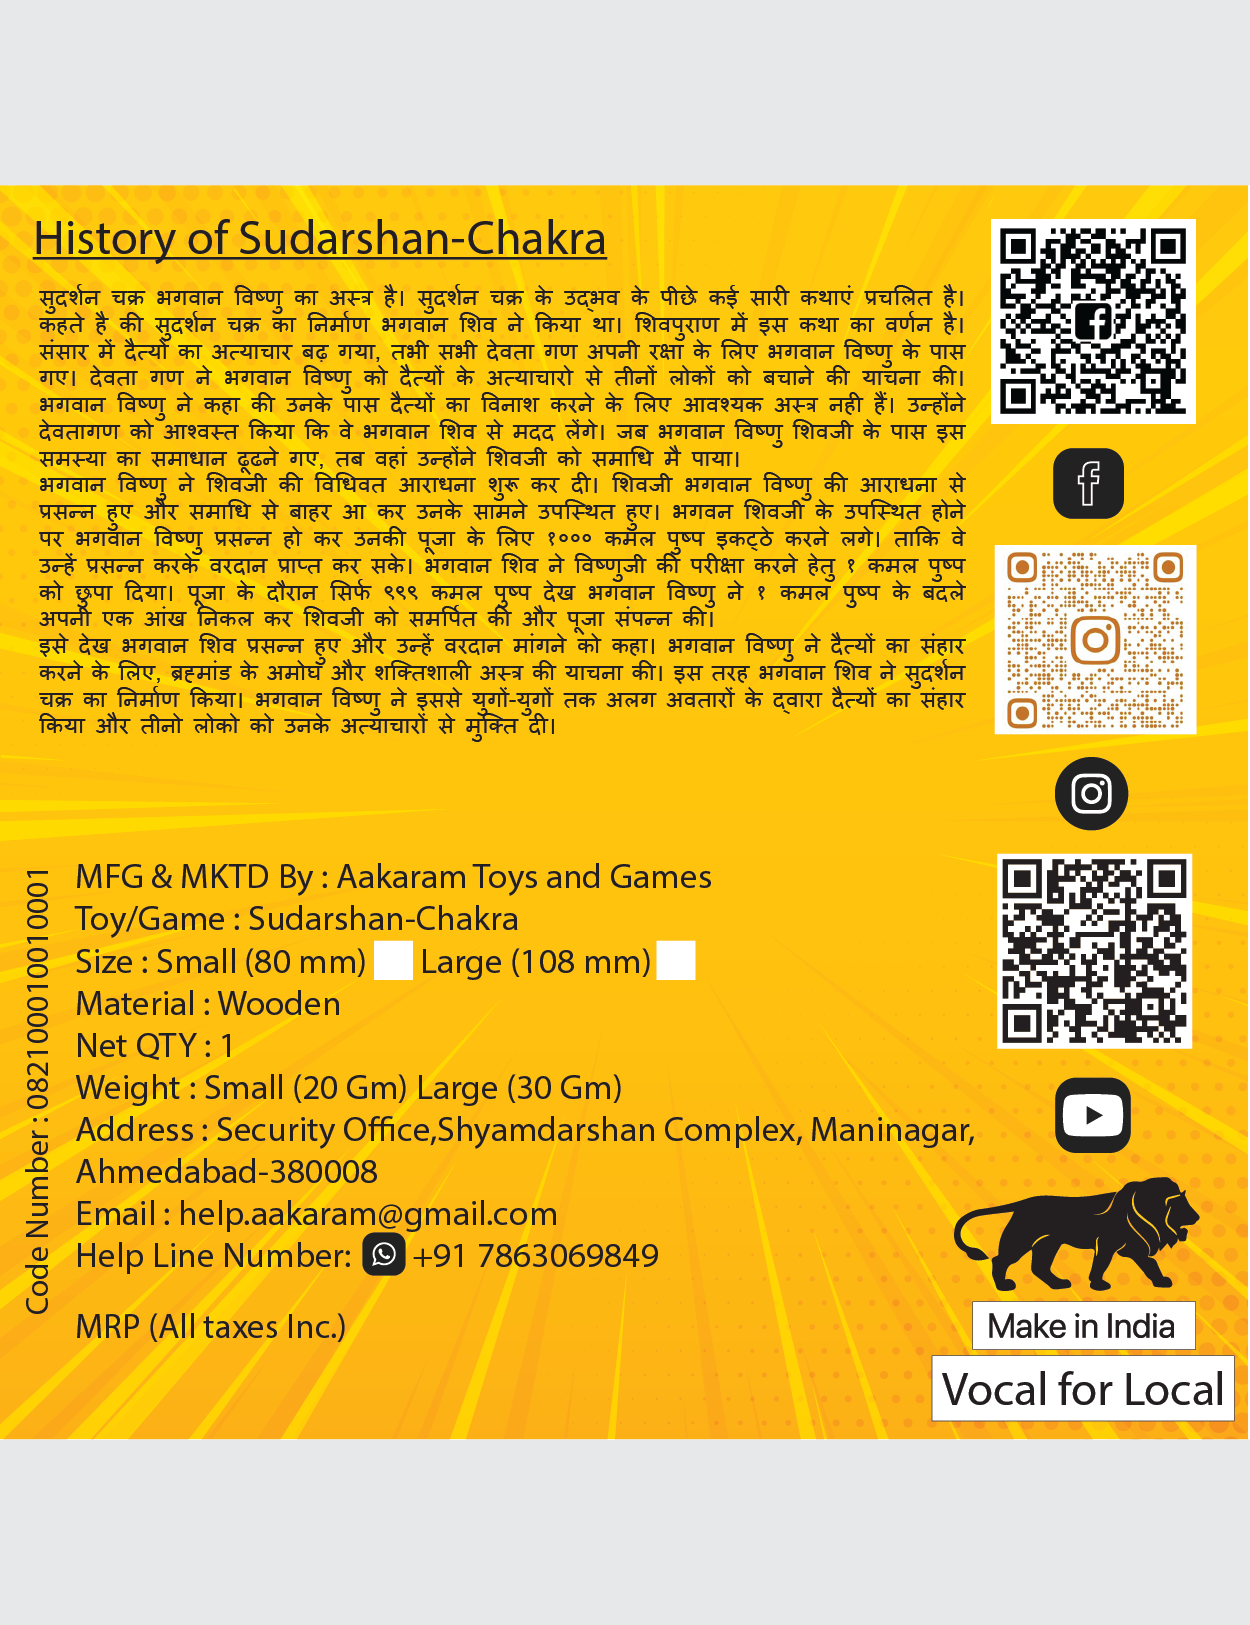 History of Sudarshan-Chakra
सुदर्शन चक्र भगवान विष्णु का अस्त्र है। सुदर्शन चक्र के उद्भव के पीछे कई सारी कथाएं प्रचलित है।
कहते है की सुदर्शन चक्र का निर्माण भगवान शिव ने किया था। शिवपुराण में इस कथा का वर्णन है।
संसार में दैत्यों का अत्याचार बढ़ गया, तभी सभी देवता गण अपनी रक्षा के लिए भगवान विष्णु के पास
गए। देवता गण ने भगवान विष्णु को दैत्यों के अत्याचारो से तीनों लोकों को बचाने की याचना की।
भगवान विष्णु ने कहा की उनके पास दैत्यों का विनाश करने के लिए आवश्यक अस्त्र नही हैं। उन्होंने
देवतागण को आश्वस्त किया कि वे भगवान शिव से मदद लेंगे। जब भगवान विष्णु शिवजी के पास इस
समस्या का समाधान ढूढने गए, तब वहां उन्होंने शिवजी को समाधि मै पाया।
भगवान विष्णु ने शिवजी की विधिवत आराधना शुरू कर दी। शिवजी भगवान विष्णु की आराधना से
प्रसन्न हुए और समाधि से बाहर आ कर उनके सामने उपस्थित हुए। भगवन शिवजी के उपस्थित होने
पर भगवान विष्णु प्रसन्न हो कर उनकी पूजा के लिए १००० कमल पुष्प इकट्ठे करने लगे। ताकि वे
उन्हें प्रसन्न करके वरदान प्राप्त कर सके। भगवान शिव ने विष्णुजी की परीक्षा करने हेतु १ कमल पुष्प
को छुपा दिया। पूजा के दौरान सिर्फ ९९९ कमल पुष्प देख भगवान विष्णु ने १ कमल पुष्प के बदले
अपनी एक आंख निकल कर शिवजी को समर्पित की और पूजा संपन्न की।
इसे देख भगवान शिव प्रसन्न हुए और उन्हें वरदान मांगने को कहा। भगवान विष्णु ने दैत्यों का संहार
करने के लिए, ब्रह्मांड के अमोघ और शक्तिशाली अस्त्र की याचना की। इस तरह भगवान शिव ने सुदर्शन
चक्र का निर्माण किया। भगवान विष्णु ने इससे युगों-युगों तक अलग अवतारों के द्वारा दैत्यों का संहार
किया और तीनो लोको को उनके अत्याचारों से मुक्ति दी।
MFG & MKTD By : Aakaram Toys and Games
Toy/Game : Sudarshan-Chakra
Size : Small (80 mm) Large (108 mm)
Material : Wooden
Net QTY : 1
Weight : Small (20 Gm) Large (30 Gm)
Address : Security Office,Shyamdarshan Complex, Maninagar,
Ahmedabad-380008
Email : help.aakaram@gmail.com
Help Line Number: +91 7863069849
MRP (All taxes Inc.)
Code Number : 082100010010001
Make in India
Vocal for Local